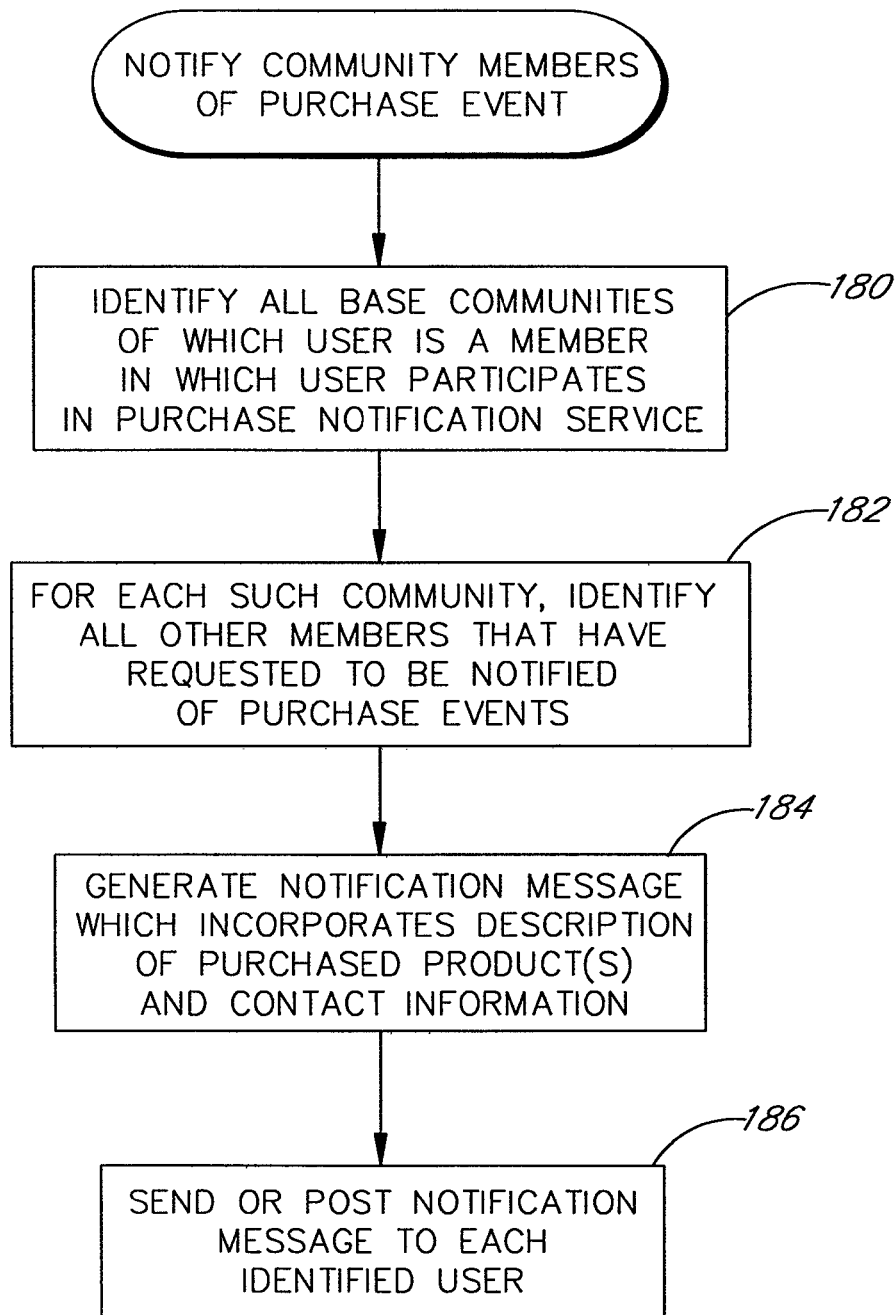 NOTIFY COMMUNITY MEMBERS
OF PURCHASE EVENT
180
IDENTIFY ALL BASE COMMUNITIES
OF WHICH USER IS A MEMBER
IN WHICH USER PARTICIPATES
IN PURCHASE NOTIFICATION SERVICE
182
FOR EACH SUCH COMMUNITY, IDENTIFY
ALL OTHER MEMBERS THAT HAVE
REQUESTED TO BE NOTIFIED
OF PURCHASE EVENTS
184
GENERATE NOTIFICATION MESSAGE
WHICH INCORPORATES DESCRIPTION
OF PURCHASED PRODUCT(S)
AND CONTACT INFORMATION
186
SEND OR POST NOTIFICATION
MESSAGE TO EACH
IDENTIFIED USER